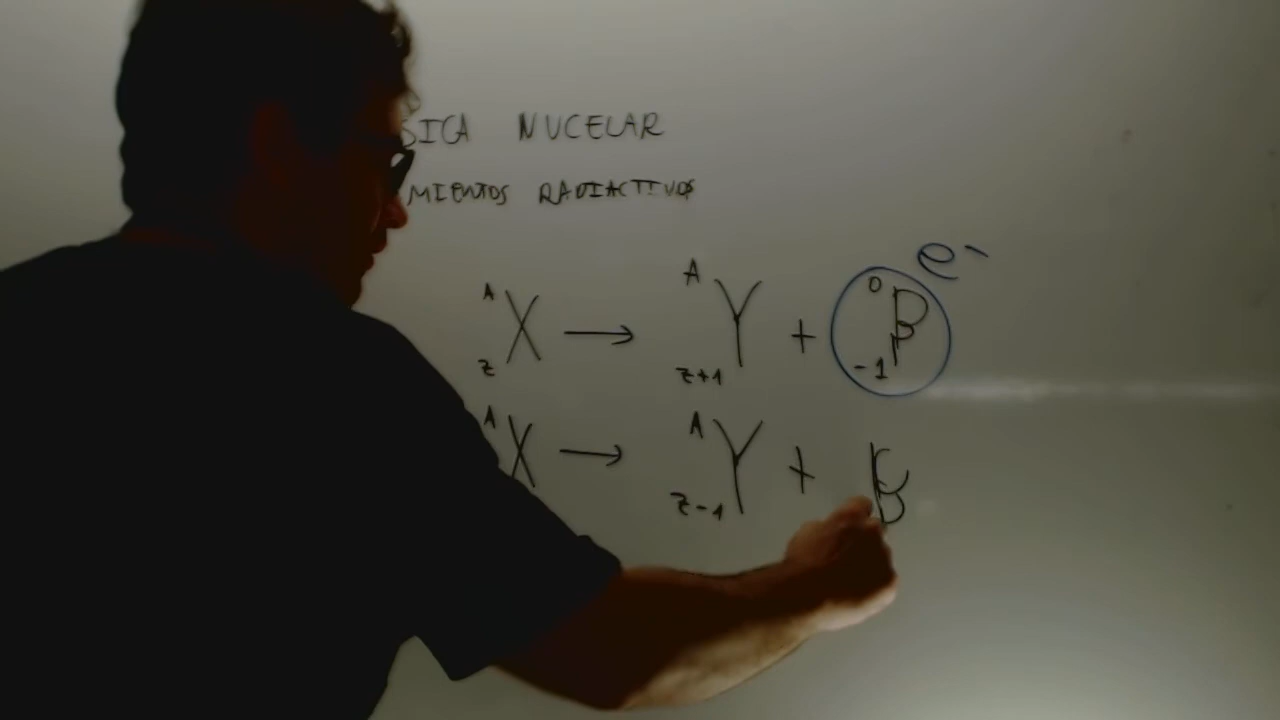 SICA NUCELAR
MIENTOS RADIACTIVOS
A X Z → A Y Z+1 + 0 β -1 e-
A X → A Y Z-1 + β